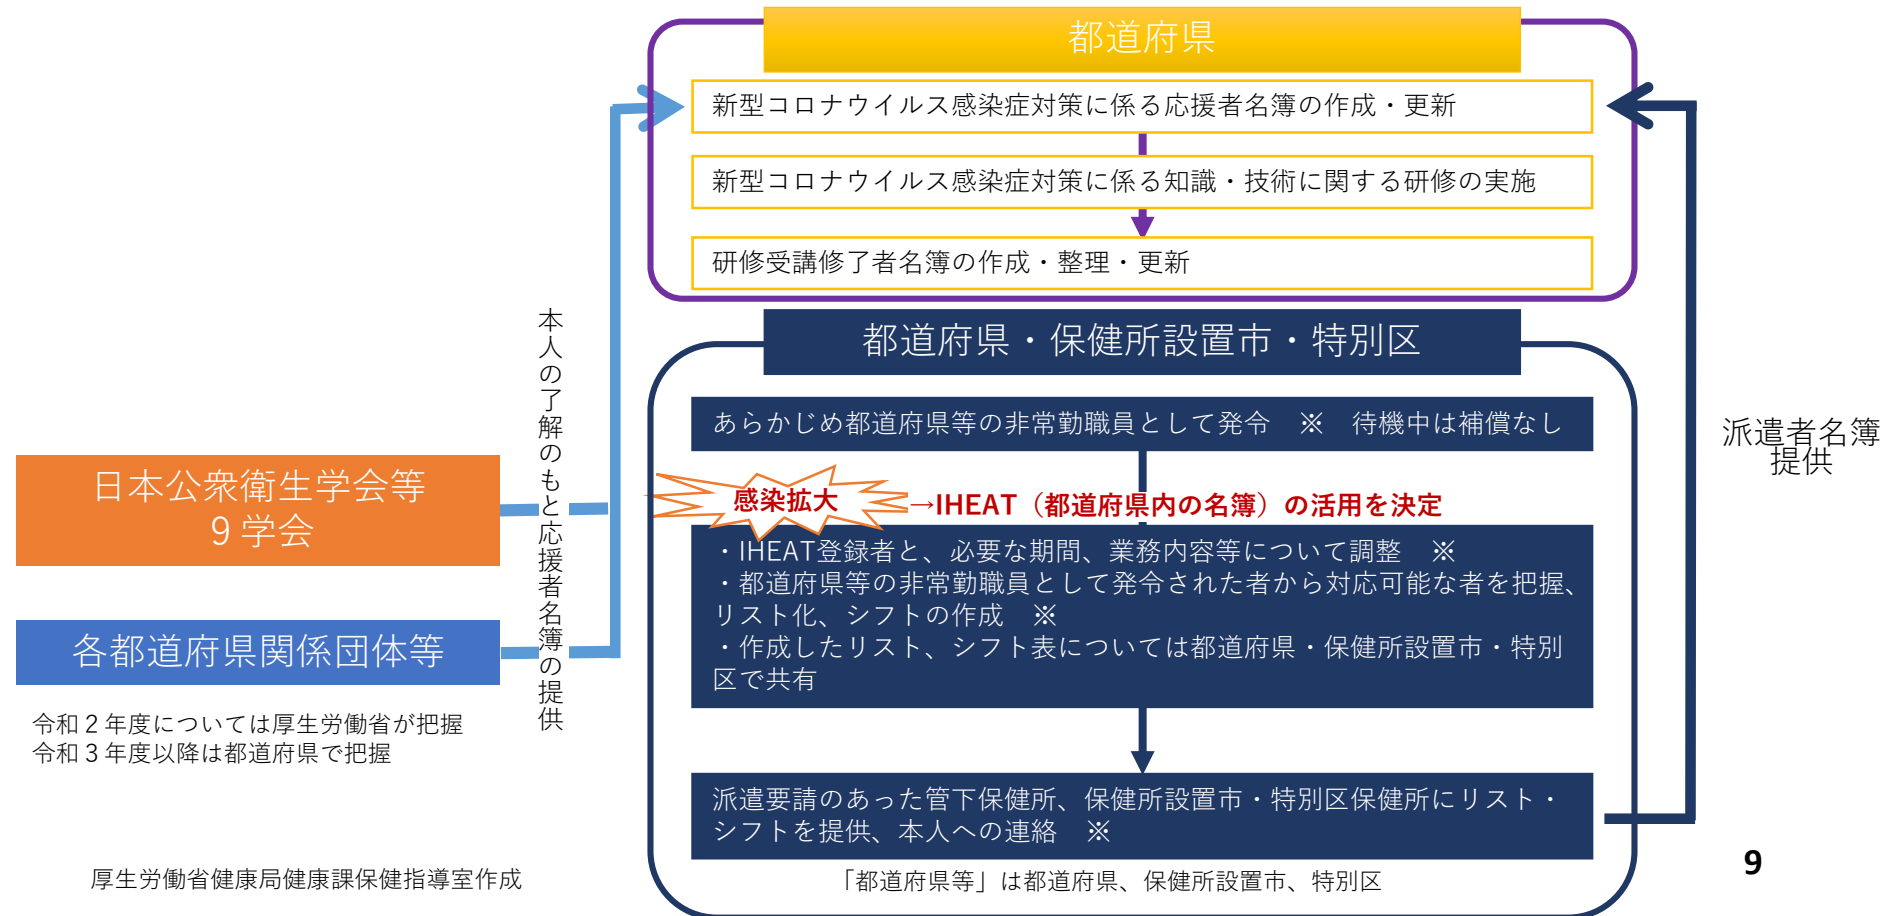 都道府県
新型コロナウイルス感染症対策に係る応援者名簿の作成・更新
新型コロナウイルス感染症対策に係る知識・技術に関する研修の実施
研修受講修了者名簿の作成・整理・更新
本人の了解のもと応援者名簿の提供
日本公衆衛生学会等
９学会
各都道府県関係団体等
令和２年度については厚生労働省が把握
令和３年度以降は都道府県で把握
都道府県・保健所設置市・特別区
あらかじめ都道府県等の非常勤職員として発令　※　待機中は補償なし
感染拡大
→IHEAT（都道府県内の名簿）の活用を決定
・IHEAT登録者と、必要な期間、業務内容等について調整　※
・都道府県等の非常勤職員として発令された者から対応可能な者を把握、
リスト化、シフトの作成　※
・作成したリスト、シフト表については都道府県・保健所設置市・特別
区で共有
派遣要請のあった管下保健所、保健所設置市・特別区保健所にリスト・
シフトを提供、本人への連絡　※
派遣者名簿
提供
「都道府県等」は都道府県、保健所設置市、特別区
厚生労働省健康局健康課保健指導室作成
9